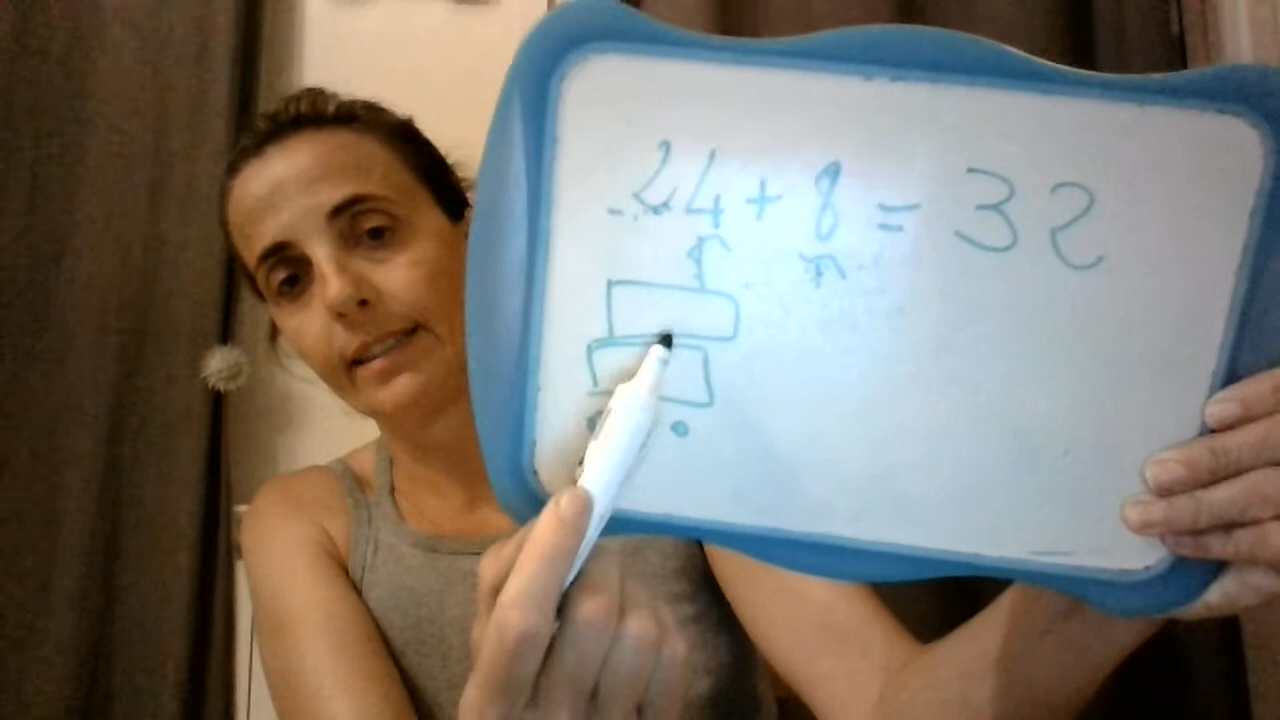 24 + 8 = 32